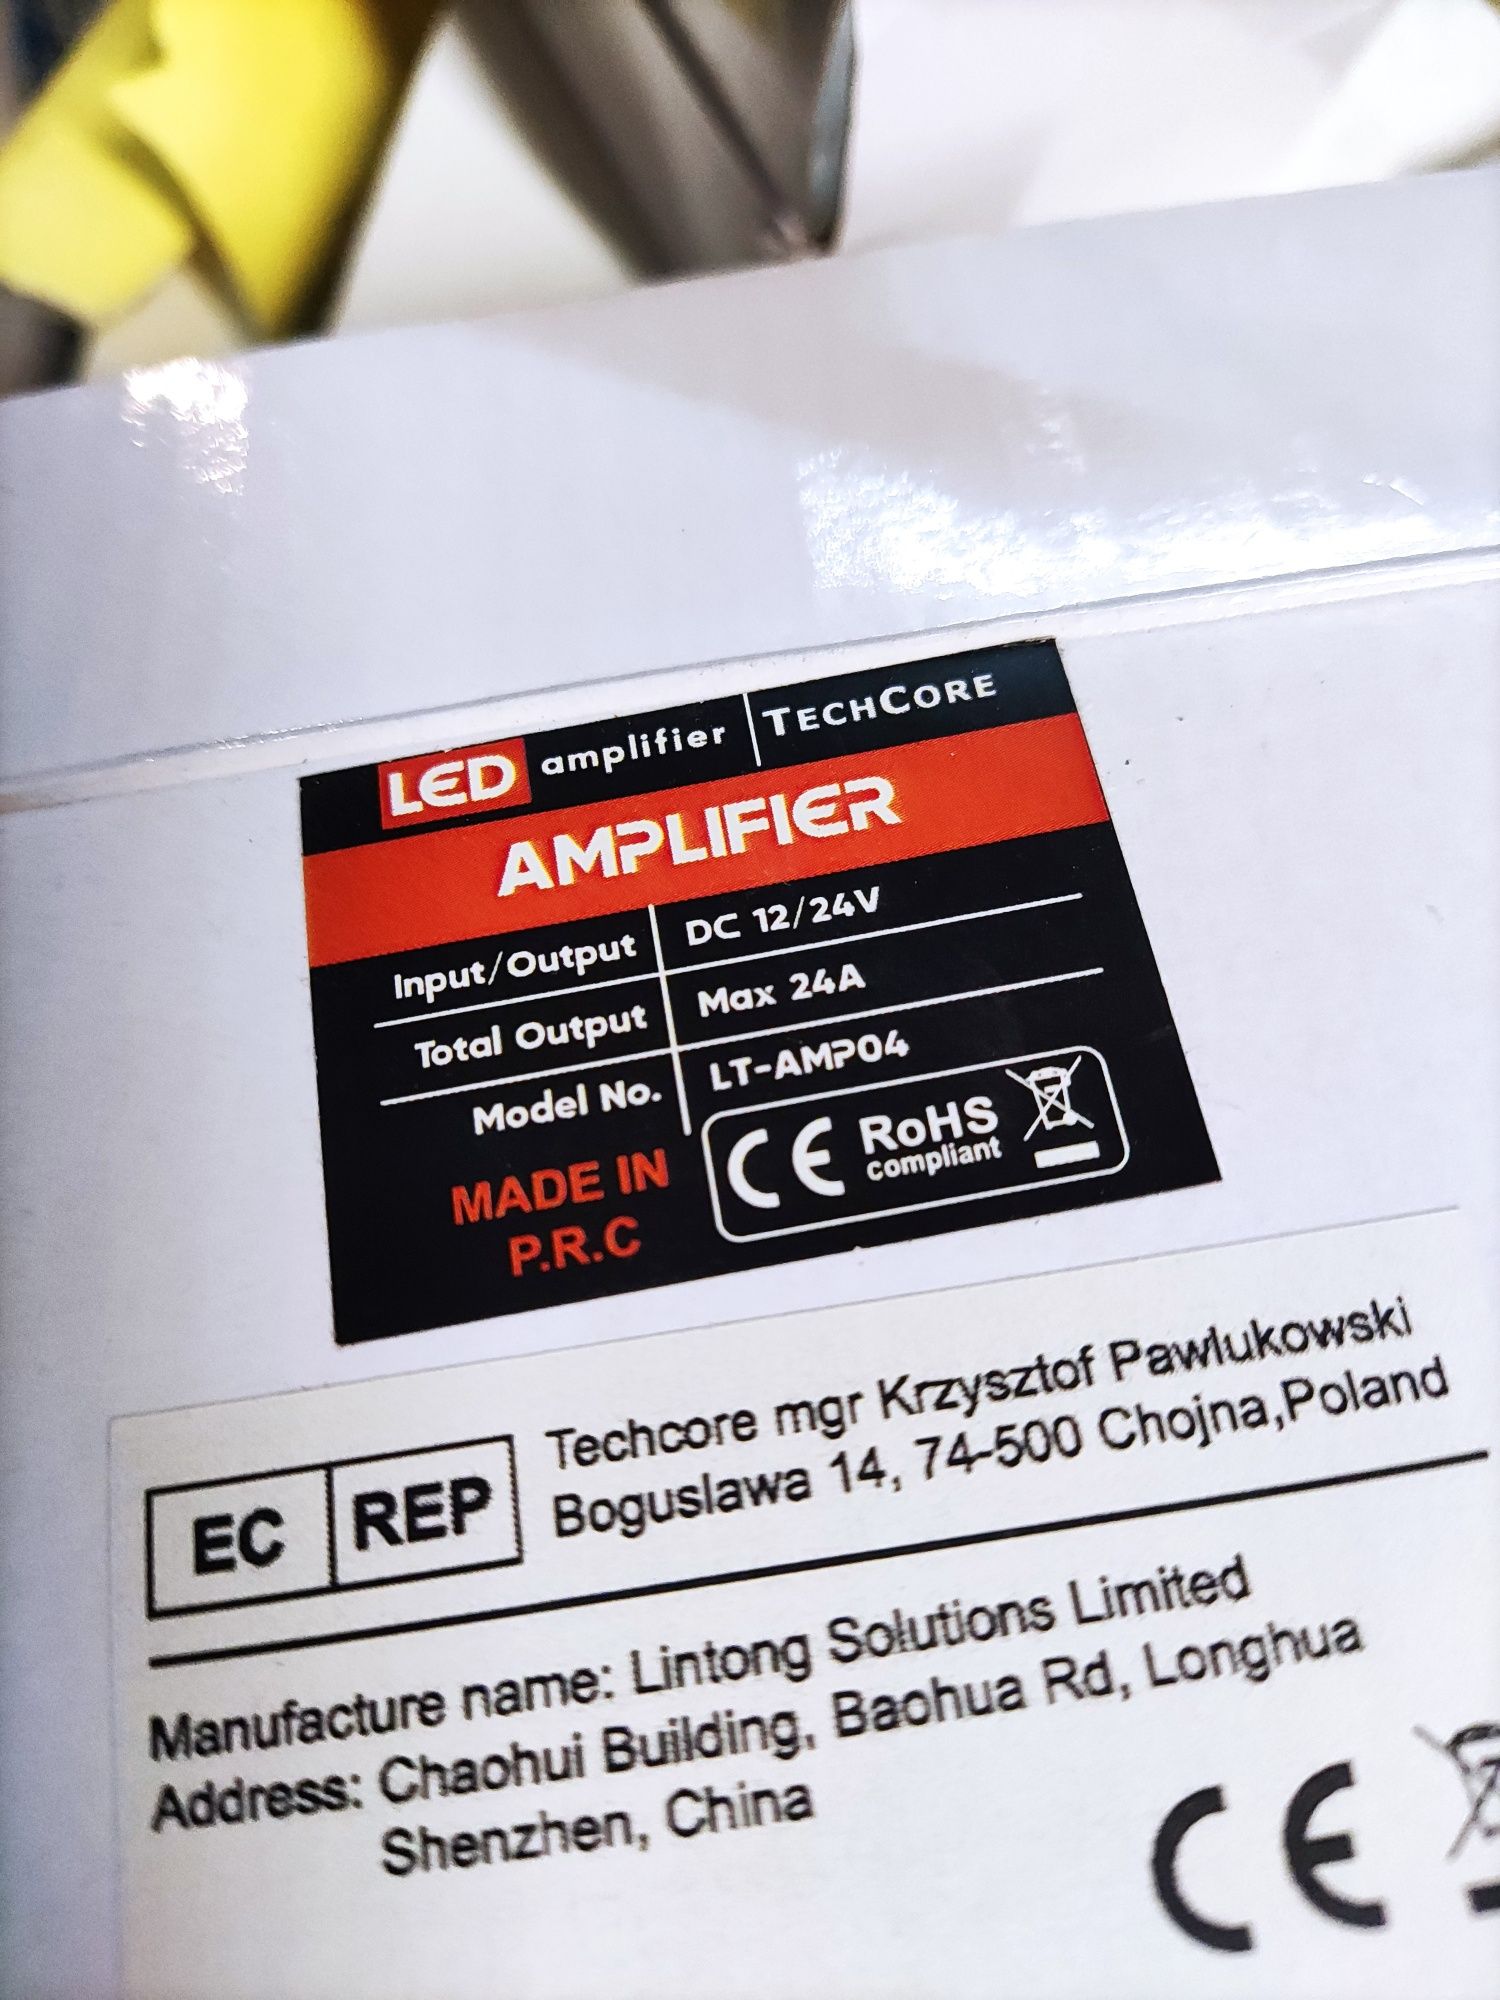 LED amplifier | TECHCORE
AMPLIFIER
Input/Output DC 12/24V
Total Output Max 24A
Model No. LT-AMP04
MADE IN
P.R.C
CE RoHS
compliant
EC REP
Techcore mgr Krzysztof Pawlukowski
Boguslawa 14, 74-500 Chojna,Poland
Manufacture name: Lintong Solutions Limited
Address: Chaohui Building, Baohua Rd, Longhua
Shenzhen, China
CE